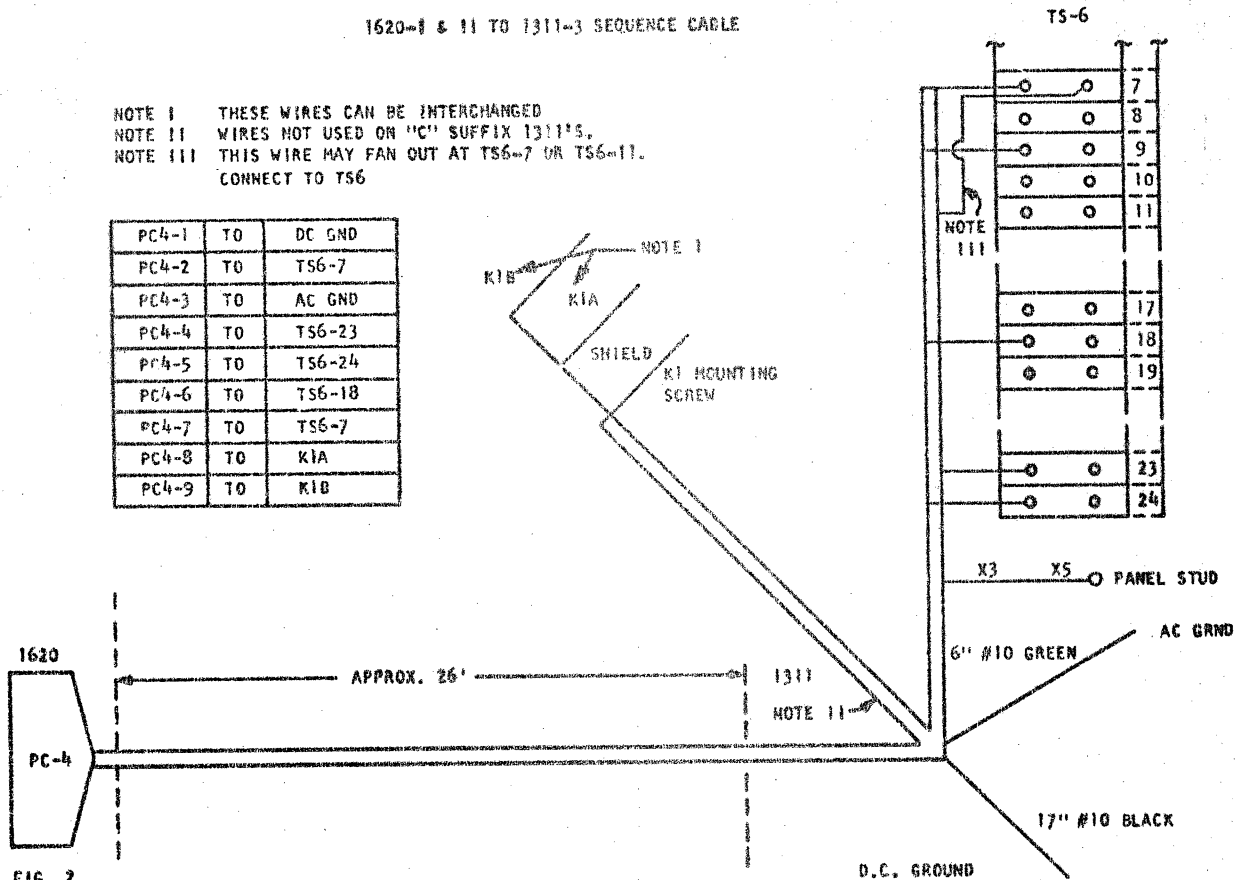 1620-1 & 11 TO 1311-3 SEQUENCE CABLE
NOTE I THESE WIRES CAN BE INTERCHANGED
NOTE II WIRES NOT USED ON "C" SUFFIX 1311'S.
NOTE III THIS WIRE MAY FAN OUT AT TS6-7 OR TS6-11.
CONNECT TO TS6
PC4-1 TO DC GND
PC4-2 TO TS6-7
PC4-3 TO AC GND
PC4-4 TO TS6-23
PC4-5 TO TS6-24
PC4-6 TO TS6-18
PC4-7 TO TS6-7
PC4-8 TO K1A
PC4-9 TO K1B
K1B
NOTE I
K1A
SHIELD
K1 MOUNTING
SCREW
TS-6
7
8
9
10
11
NOTE
III
17
18
19
23
24
X3 X5 PANEL STUD
AC GRND
6" #10 GREEN
1620
APPROX. 26'
1311
NOTE II
PC-4
17" #10 BLACK
D.C. GROUND
FIG. 2